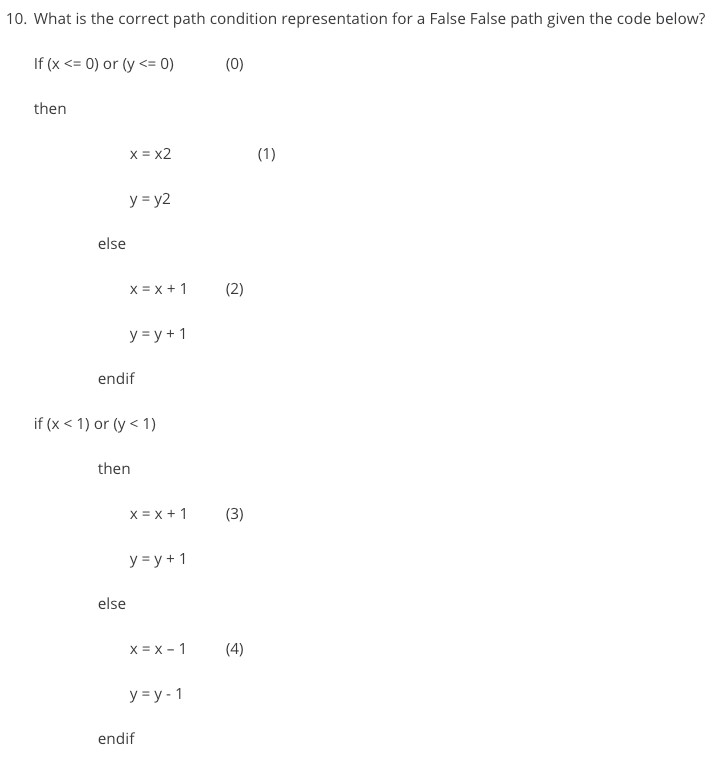 10. What is the correct path condition representation for a False False path given the code below?
If (x <= 0) or (y <= 0) (0)
then
x = x2 (1)
y = y2
else
x = x + 1 (2)
y = y + 1
endif
if (x < 1) or (y < 1)
then
x = x + 1 (3)
y = y + 1
else
x = x – 1 (4)
y = y - 1
endif